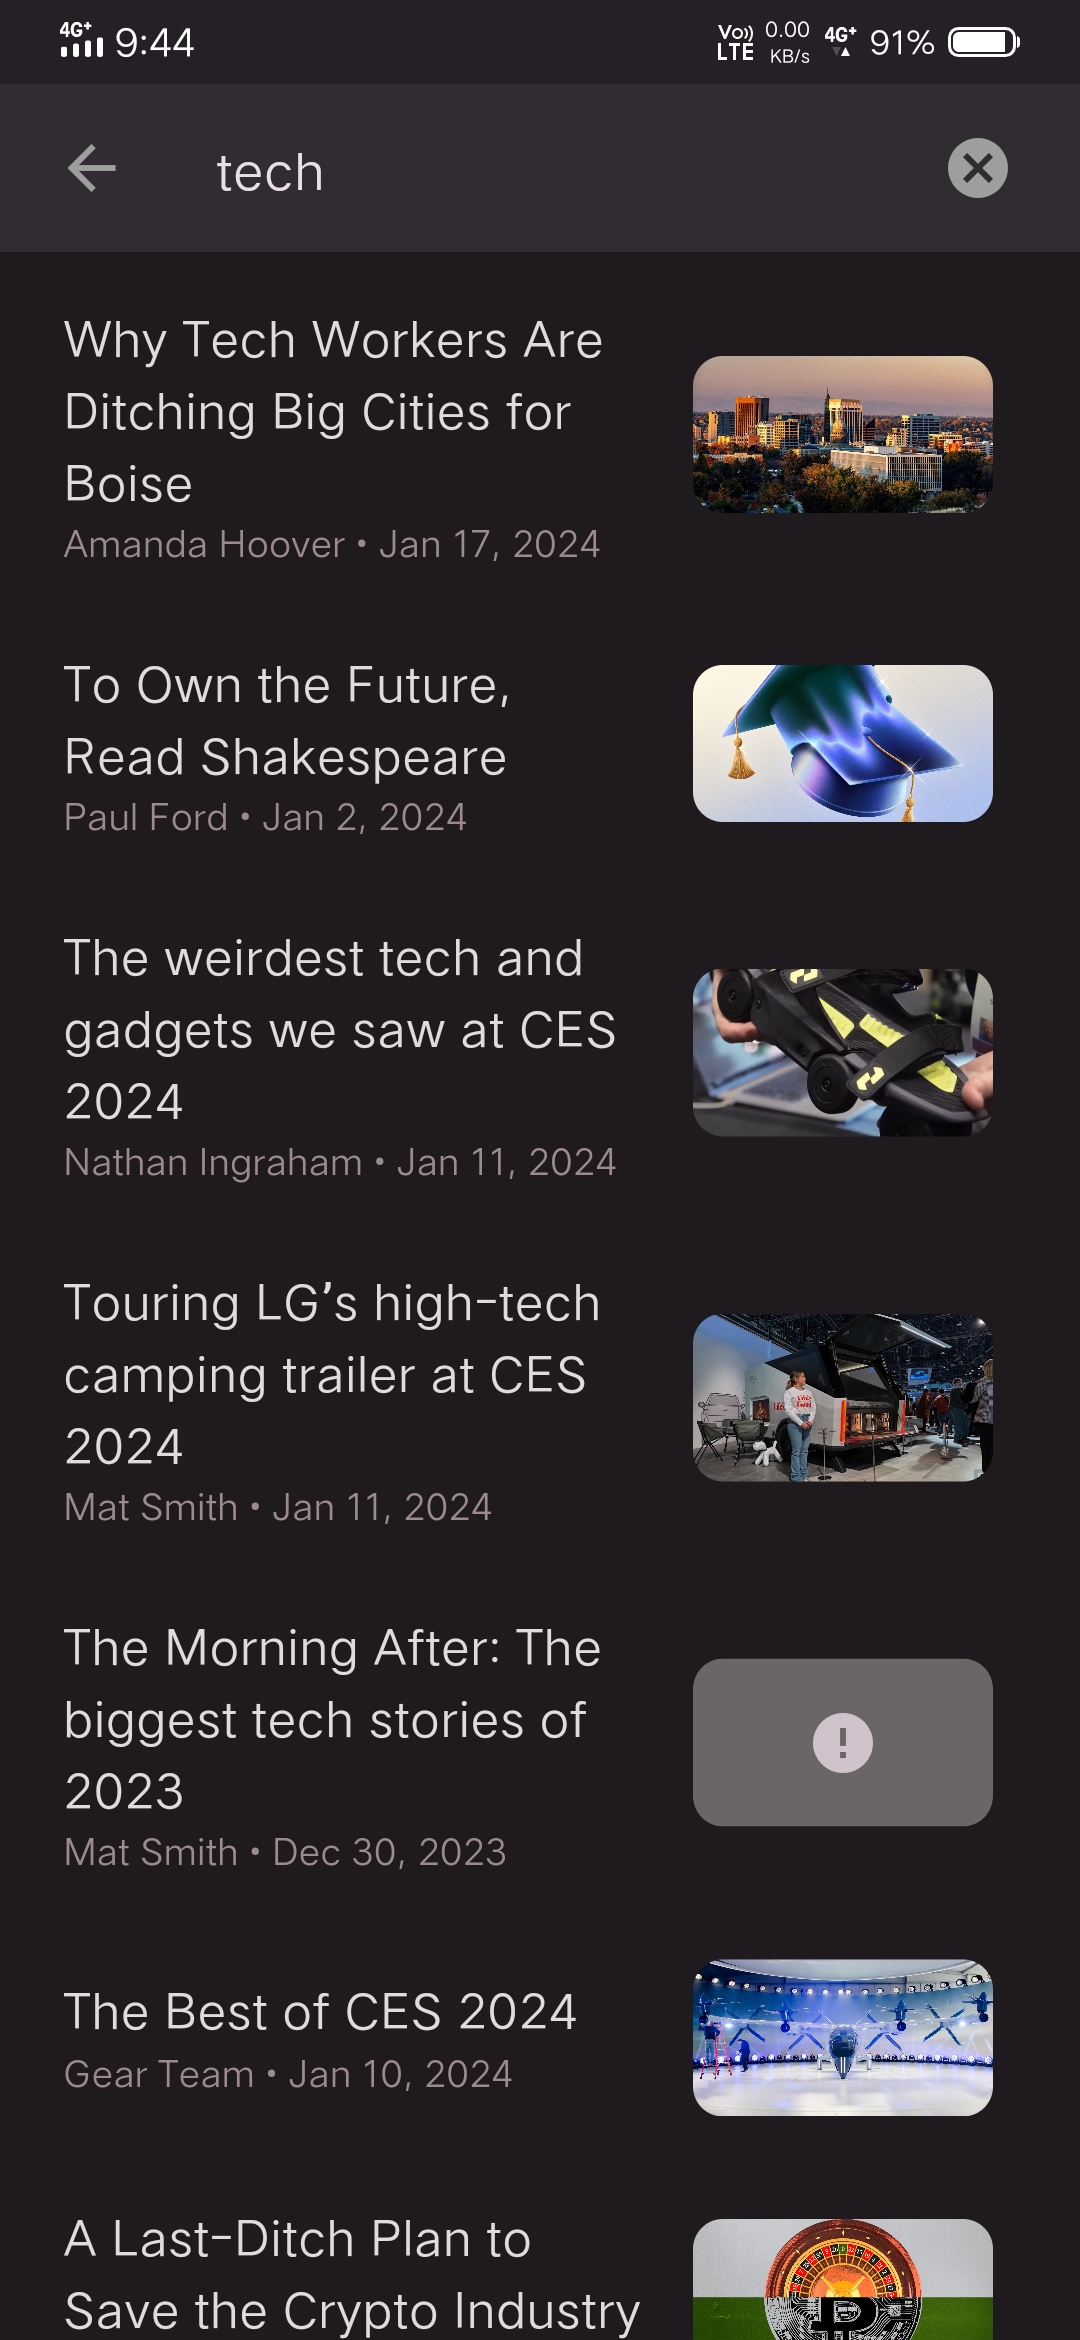 4G+ 9:44 Vo)) LTE 0.00 KB/s 4G+ 91%
tech
Why Tech Workers Are
Ditching Big Cities for
Boise
Amanda Hoover • Jan 17, 2024
To Own the Future,
Read Shakespeare
Paul Ford • Jan 2, 2024
The weirdest tech and
gadgets we saw at CES
2024
Nathan Ingraham • Jan 11, 2024
Touring LG’s high-tech
camping trailer at CES
2024
Mat Smith • Jan 11, 2024
The Morning After: The
biggest tech stories of
2023
Mat Smith • Dec 30, 2023
The Best of CES 2024
Gear Team • Jan 10, 2024
A Last-Ditch Plan to
Save the Crypto Industry